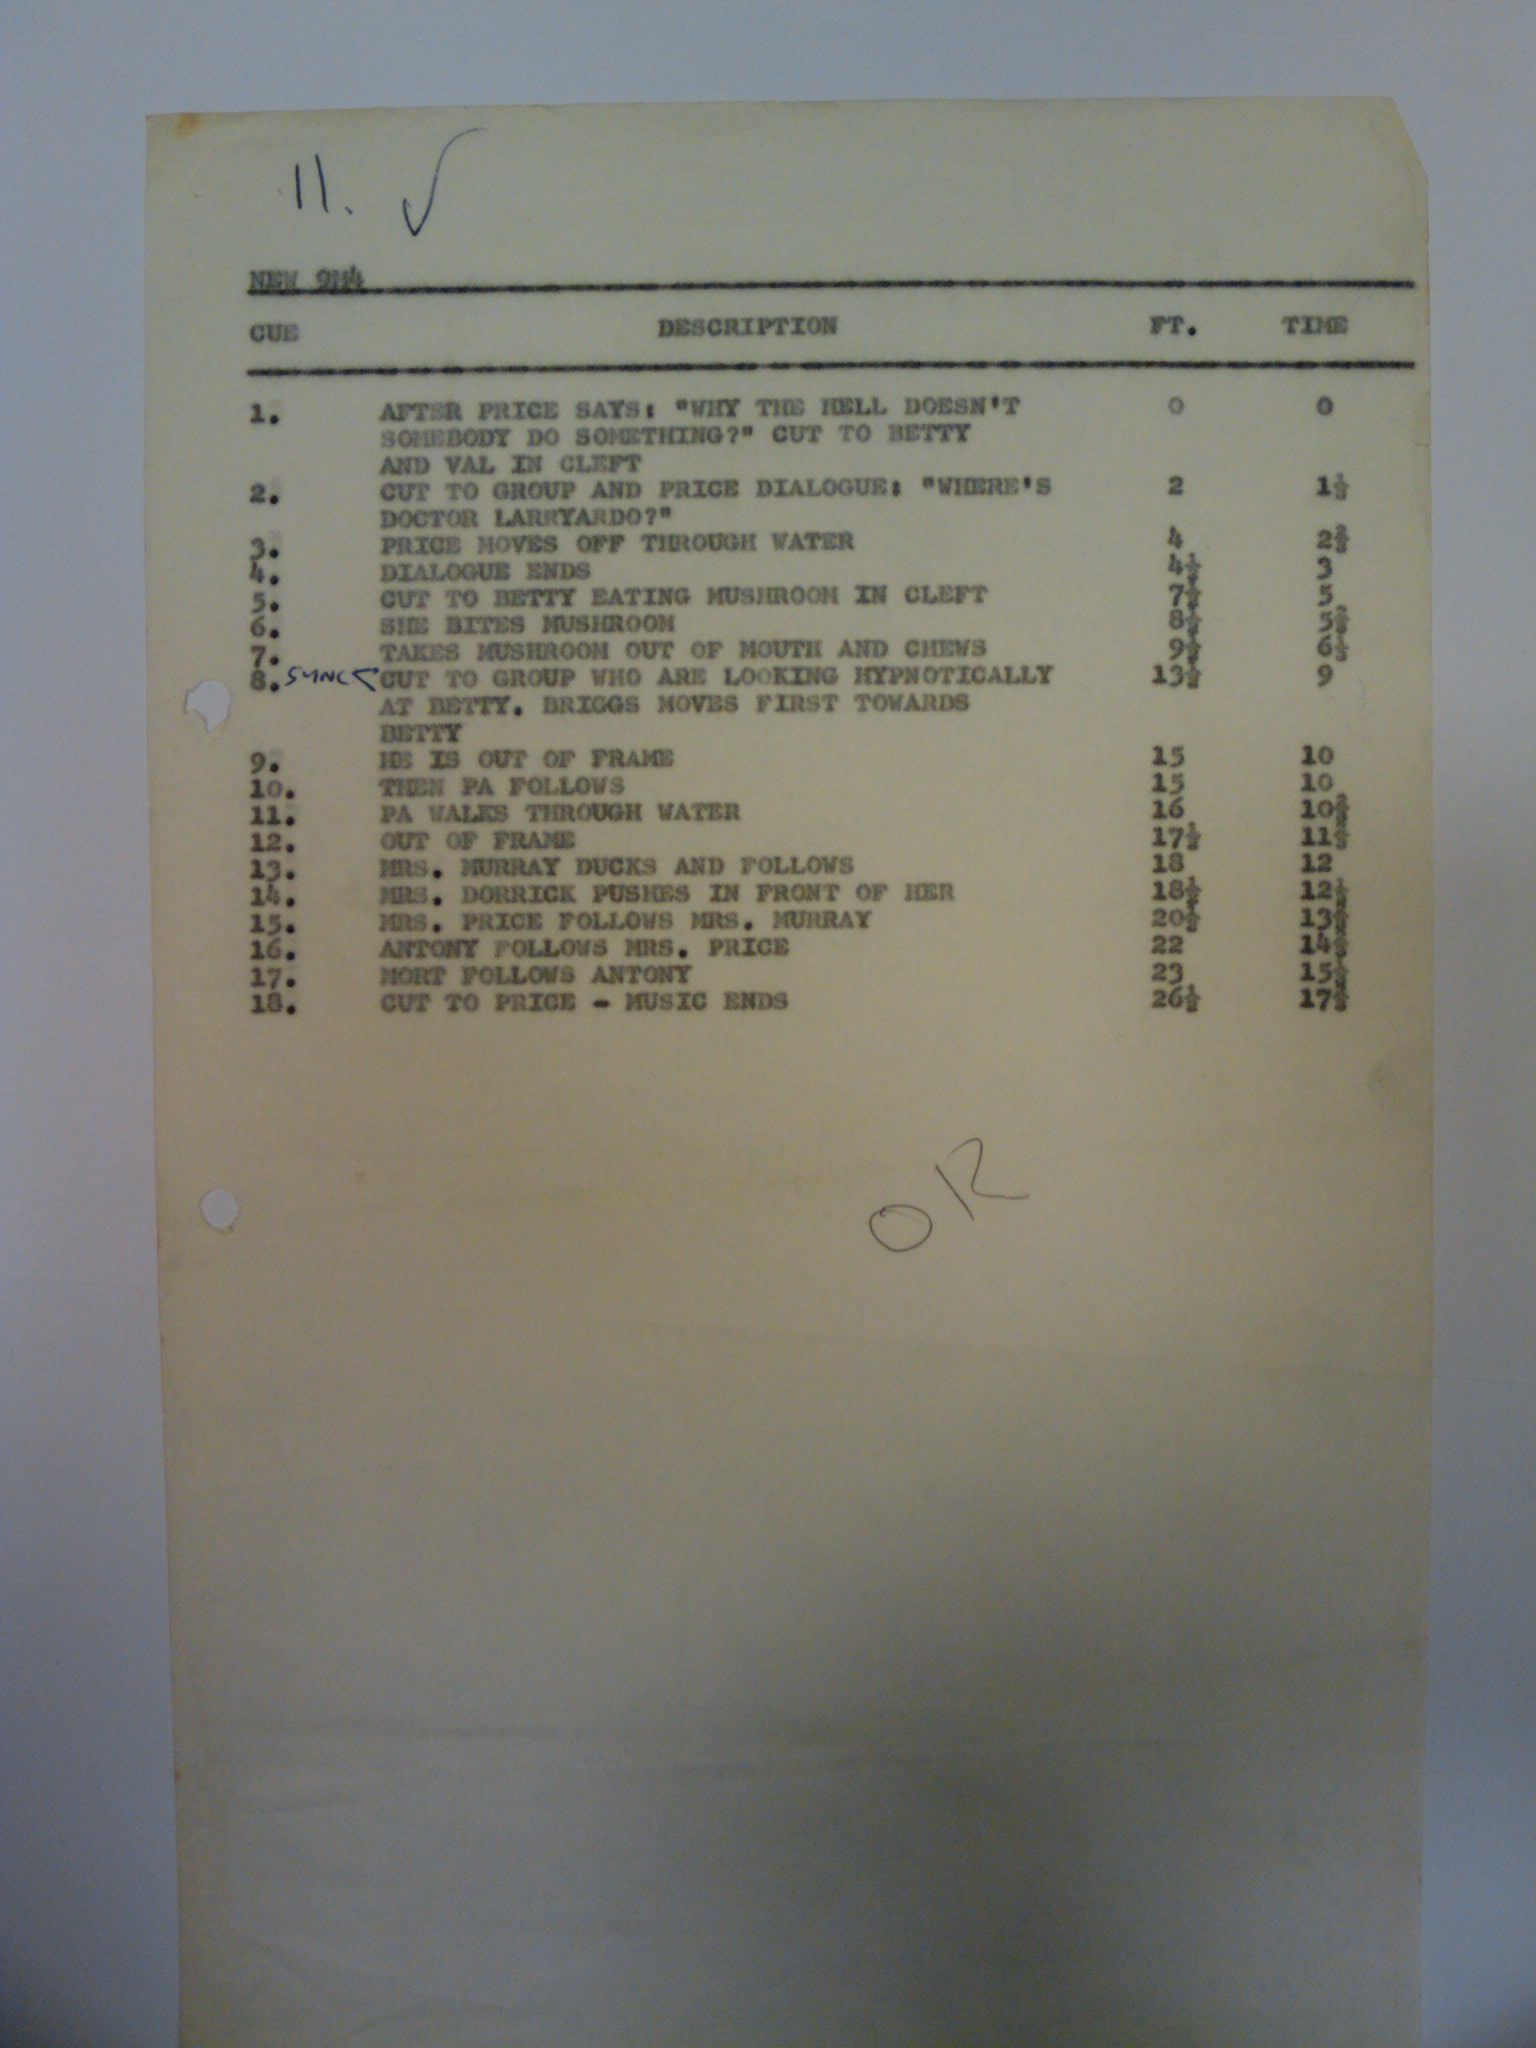 11. ✓
NEW 9M4
CUE DESCRIPTION FT. TIME
1. AFTER PRICE SAYS: "WHY THE HELL DOESN'T 0 0
SOMEBODY DO SOMETHING?" CUT TO BETTY
AND VAL IN CLEFT
2. CUT TO GROUP AND PRICE DIALOGUE: "WHERE'S 2 1⅓
DOCTOR LARRYARDO?"
3. PRICE MOVES OFF THROUGH WATER 4 2⅔
4. DIALOGUE ENDS 4½ 3
5. CUT TO BETTY EATING MUSHROOM IN CLEFT 7½ 5
6. SHE BITES MUSHROOM 8½ 5⅔
7. TAKES MUSHROOM OUT OF MOUTH AND CHEWS 9½ 6⅓
8. SYNC < CUT TO GROUP WHO ARE LOOKING HYPNOTICALLY 13½ 9
AT BETTY. BRIGGS MOVES FIRST TOWARDS
BETTY
9. HE IS OUT OF FRAME 15 10
10. THEN PA FOLLOWS 15 10
11. PA WALKS THROUGH WATER 16 10⅔
12. OUT OF FRAME 17½ 11⅔
13. MRS. MURRAY DUCKS AND FOLLOWS 18 12
14. MRS. DORRICK PUSHES IN FRONT OF HER 18½ 12⅓
15. MRS. PRICE FOLLOWS MRS. MURRAY 20½ 13⅔
16. ANTONY FOLLOWS MRS. PRICE 22 14⅔
17. MORT FOLLOWS ANTONY 23 15⅓
18. CUT TO PRICE - MUSIC ENDS 26½ 17⅔
OR